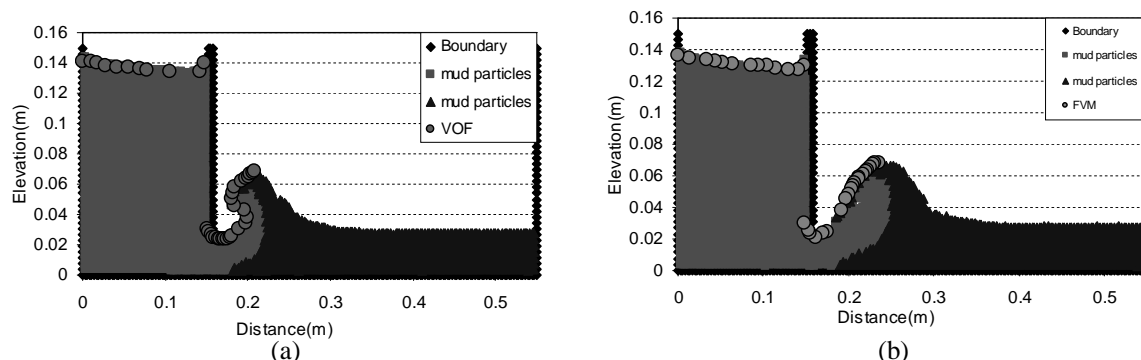 0.16
0.14
0.12
0.1
0.08
0.06
0.04
0.02
0
Elevation(m)
0 0.1 0.2 0.3 0.4 0.5
Distance(m)
Boundary
mud particles
mud particles
VOF
(a)
0.16
0.14
0.12
0.1
0.08
0.06
0.04
0.02
0
Elevation(m)
0 0.1 0.2 0.3 0.4 0.5
Distance(m)
Boundary
mud particles
mud particles
FVM
(b)